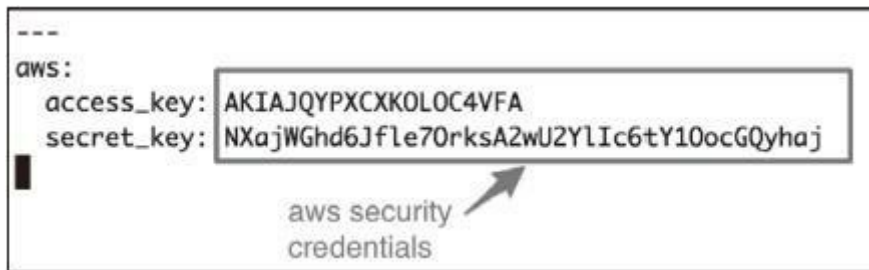 ---
aws:
access_key: AKIAJQYPXCXKOLOC4VFA
secret_key: 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
aws security
credentials